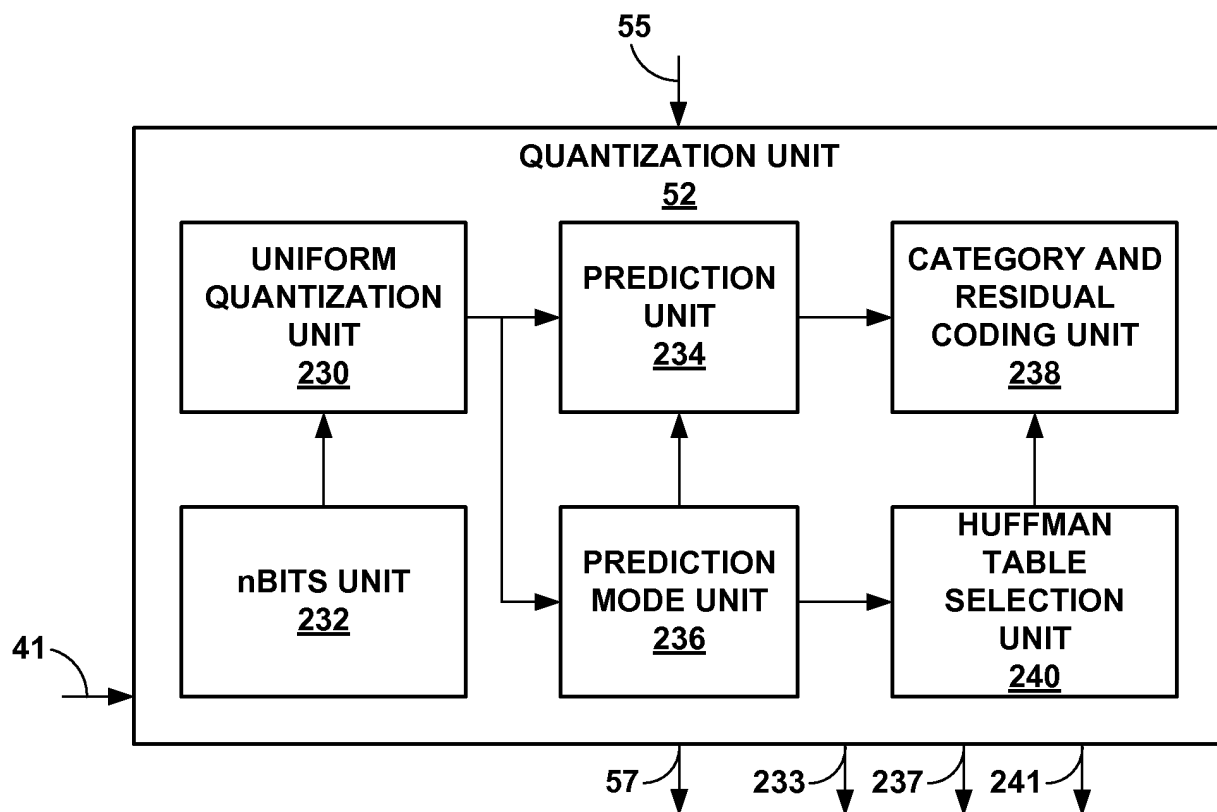 55
QUANTIZATION UNIT
52
UNIFORM
QUANTIZATION
UNIT
230
PREDICTION
UNIT
234
CATEGORY AND
RESIDUAL
CODING UNIT
238
nBITS UNIT
232
PREDICTION
MODE UNIT
236
HUFFMAN
TABLE
SELECTION
UNIT
240
41
57
233
237
241